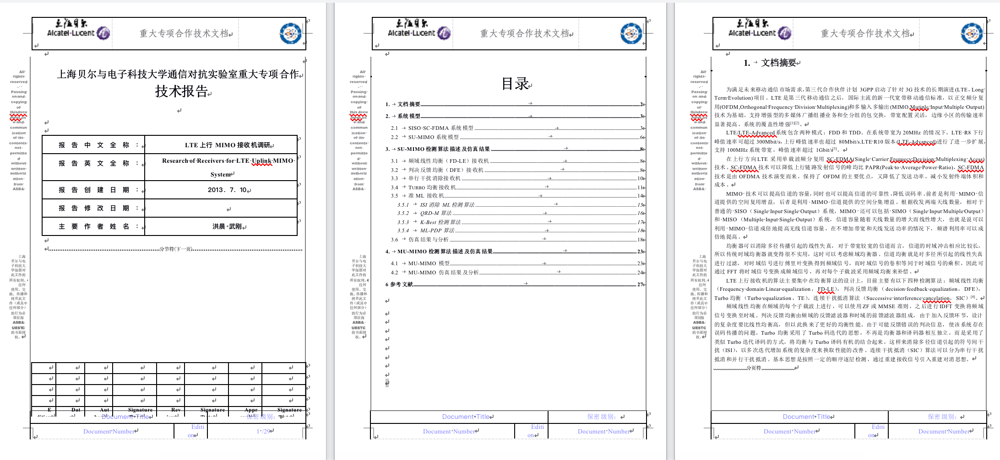 上海贝尔
Alcatel·Lucent
重大专项合作技术文档
上海贝尔与电子科技大学通信对抗实验室重大专项合作
技术报告
All
rights
reserved
.
Passing
on and
copying
of
thisdocu
ment,us
e and
commun
ication
of its
contents
not
permitte
d
without
written
authoriz
ation
from
ASB&
报告中文全称： LTE上行 MIMO 接收机调研
报告英文全称： Research of Receivers for LTE Uplink MIMO
System
报告创建日期： 2013. 7. 10
报告修改日期：
主要作者姓名： 洪晨 武刚
分节符(下一页)
上海
贝尔与电
子科技大
学保留对
此文件的
所有权利。
任何
使用、交
换、传播和
拷贝此文
件（或其中
任何部分）
的行为必
须征得
ASB&
UESTC
的书面授
权。
E Dat Aut Signature Rev Signature Appr Signature
Document Title 保密级别：
Document Number Editi
on 1 /29
上海贝尔
Alcatel·Lucent
重大专项合作技术文档
目录
1. 文档摘要 2
2. 系统模型 3
2.1 SISO SC-FDMA 系统模型 3
2.2 SU-MIMO 系统模型 6
3. SU-MIMO 检测算法描述及仿真结果 8
3.1 频域线性均衡（FD-LE）接收机 8
3.2 判决反馈均衡（DFE）接收机 8
3.3 串行干扰消除接收机 10
3.4 TURBO 均衡接收机 11
3.5 准 ML 接收机 14
3.5.1 ISI 消除 ML 检测算法 15
3.5.2 QRD-M 算法 16
3.5.3 K-Best 检测算法 17
3.5.4 ML-PDP 算法 18
3.6 仿真结果与分析 18
4. MU-MIMO 检测算法描述及仿真结果 23
4.1 MU-MIMO 模型 23
4.2 MU-MIMO 仿真结果及分析 24
6 参考文献 27
All
rights
reserved
.
Passing
on and
copying
of
this docu
ment,us
e and
commun
ication
of its
contents
not
permitte
d
without
written
authoriz
ation
from
ASB&
上海
贝尔与电
子科技大
学保留对
此文件的
所有权利。
任何
使用、交
换、传播和
拷贝此文
件（或其中
任何部分）
的行为必
须征得
ASB&
UESTC
的书面授
权。
Document Title 保密级别：
Document Number Editi
on Document Number
上海贝尔
Alcatel·Lucent
重大专项合作技术文档
1. 文档摘要
为满足未来移动通信市场需求,第三代合作伙伴计划 3GPP 启动了针对 3G 技术的长期演进(LTE, Long
Term Evolution)项目。LTE 是第三代移动通信之后，国际主流的新一代宽带移动通信标准，以正交频分复
用(OFDM,Orthogonal Frequency Division Multiplexing)和多输入多输出(MIMO,Mutiple Input Multiple Output)
技术为基础。支持增强型的多媒体广播组播业务和全分组的包交换，带宽配置灵活，边缘小区的传输速率
显著提高，系统的覆盖性增强[1][2]。
LTE/LTE-Advanced 系统包含两种模式：FDD 和 TDD。在系统带宽为 20MHz 的情况下，LTE R8 下行
峰值速率可超过 300Mbit/s，上行峰值速率也超过 80Mbit/s.LTE R10 版本(LTE-Advanced)进行了进一步扩展，
支持 100MHz 系统带宽，峰值速率超过 1Gbit/s[3]。
在上行方向LTE 采用单载波频分复用 SC-FDMA(Single Carrier Frequecy Devision Multiplexing Acess)
技术。SC-FDMA 技术可以降低上行链路发射信号的峰均比 PAPR(Peak to Average Power Ratio)，SC-FDMA
技术是由 OFDMA 技术演变而来，保持了 OFDM 的主要优点，又降低了发送功率，减小发射终端体积和
成本。
MIMO 技术可以提高信道的容量,同时也可以提高信道的可靠性,降低误码率。前者是利用 MIMO 信
道提供的空间复用增益，后者是利用 MIMO 信道提供的空间分集增益。根据收发两端天线数量，相对于
普通的 SISO（Single Input Single Output）系统，MIMO 还可以包括 SIMO（Single Input Multiple Output）
和 MISO（Multiple Input Single Output）系统，信道容量随着天线数量的增大而线性增大，也就是说可以
利用 MIMO 信道成倍地提高无线信道容量，在不增加带宽和天线发送功率的情况下，频谱利用率可以成
倍地提高。
均衡器可以消除多径传播引起的线性失真，对于带宽较宽的信道而言，信道的时域冲击相应比较长，
所以传统时域均衡器就变得很不实用，这时可以考虑频域均衡器。信道均衡就是对多径所引起的线性失真
进行过滤，对时域信号进行傅里叶变换得到频域信号，而时域信号的卷积等同于时域信号的乘积，因此可
通过 FFT 将时域信号变换成频域信号，再对每个子载波采用频域均衡来补偿。
LTE 上行接收机的算法主要集中在均衡算法的设计上，目前主要有以下四种检测算法：频域线性均衡
（Frequency domain Linear equalization，FD-LE），判决反馈均衡（decision feedback equalization，DFE），
Turbo 均衡（Turbo equalization，TE），连续干扰抵消算法（Successive interference cancelation，SIC）[4]。
频域线性均衡在频域的每个子载波上进行，可以使用ZF 或 MMSE 准则，之后进行IDFT 变换将频域
信号变换至时域。判决反馈均衡由频域的反馈滤波器和时域的前馈滤波器组成，由于加入反馈环节，设计
的复杂度要比线性均衡高，但以此换来了更好的均衡性能。由于可能反馈错误的判决信息，使该系统存在
误码传播的问题。Turbo 均衡采用了 Turbo 码迭代的思想，不再是均衡器和译码器相互独立，而是采用了
类似 Turbo 迭代译码的方式，将均衡与 Turbo 译码有机的结合起来，这样来消除多径信道引起的符号间干
扰（ISI），以多次迭代增加系统的复杂度来换取性能的改善。连续干扰抵消（SIC）算法可以分为串行干扰
抵消和并行干扰抵消。基本思想是按照一定的顺序逐层检测，通过重建接收信号引入重建对消思想。
分页符
All
rights
reserved
.
Passing
on and
copying
of
thisdocu
ment,us
e and
commun
ication
of its
contents
not
permitte
d
without
written
authoriz
ation
from
ASB&
上海
贝尔与电
子科技大
学保留对
此文件的
所有权利。
任何
使用、交
换、传播和
拷贝此文
件（或其中
任何部分）
的行为必
须征得
ASB&
UESTC
的书面授
权。
Document Title 保密级别：
Document Number Editi
on Document Number